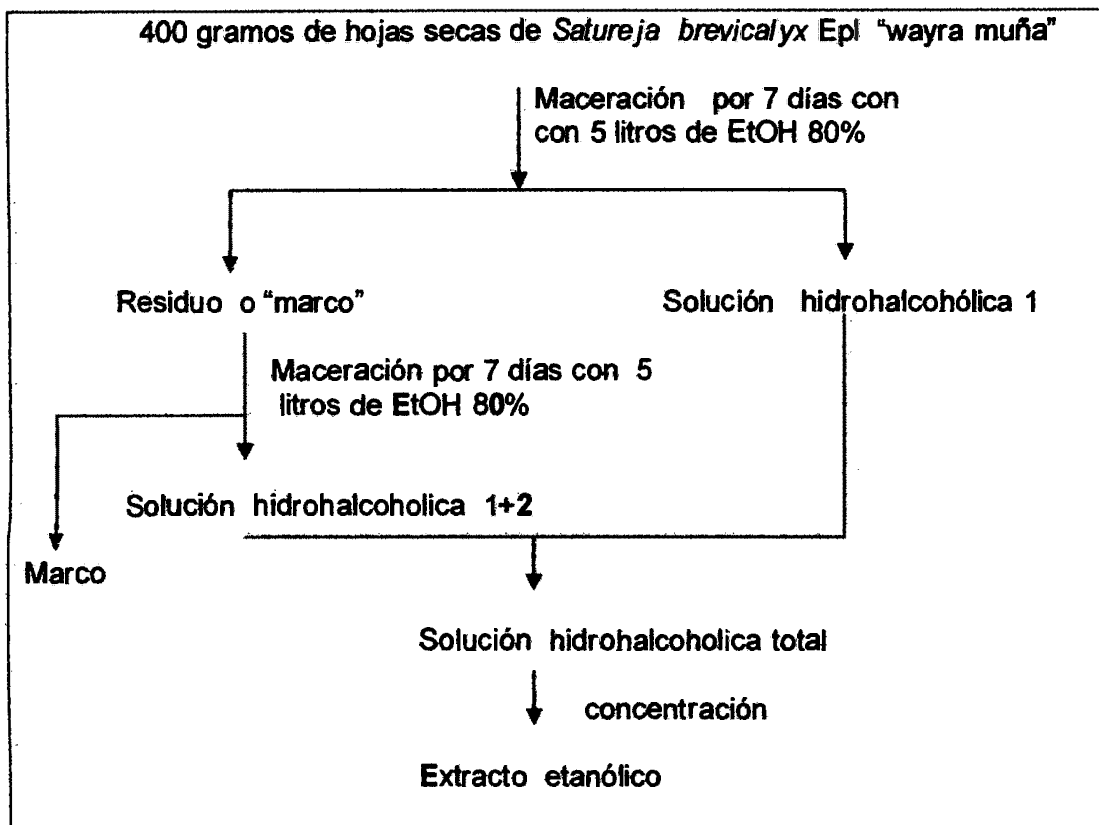 400 gramos de hojas secas de Satureja brevicalyx Epl “wayra muña”
Maceración por 7 días con
con 5 litros de EtOH 80%
Residuo o “marco”
Solución hidrohalcohólica 1
Maceración por 7 días con 5
litros de EtOH 80%
Solución hidrohalcoholica 1+2
Marco
Solución hidrohalcoholica total
concentración
Extracto etanólico